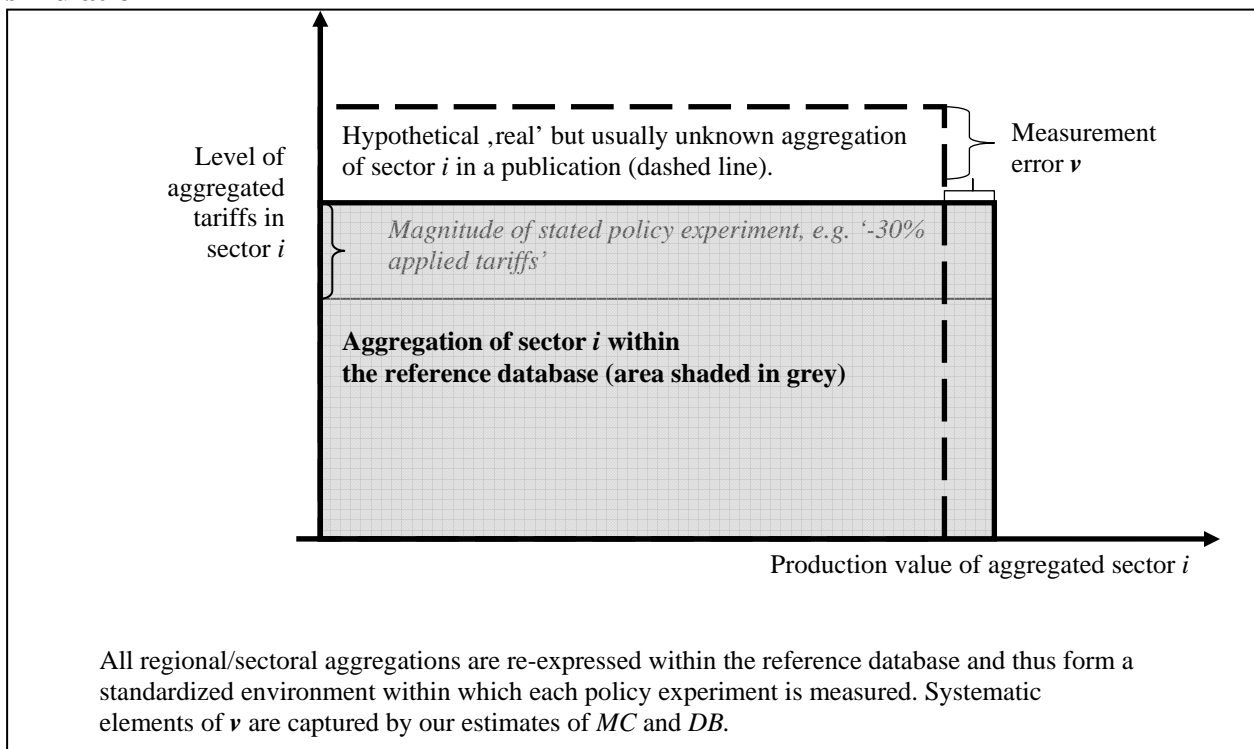 Hypothetical ‚real’ but usually unknown aggregation
of sector i in a publication (dashed line).
Measurement
error v
Level of
aggregated
tariffs in
sector i
Magnitude of stated policy experiment, e.g. ‘-30%
applied tariffs’
Aggregation of sector i within
the reference database (area shaded in grey)
Production value of aggregated sector i
All regional/sectoral aggregations are re-expressed within the reference database and thus form a
standardized environment within which each policy experiment is measured. Systematic
elements of v are captured by our estimates of MC and DB.